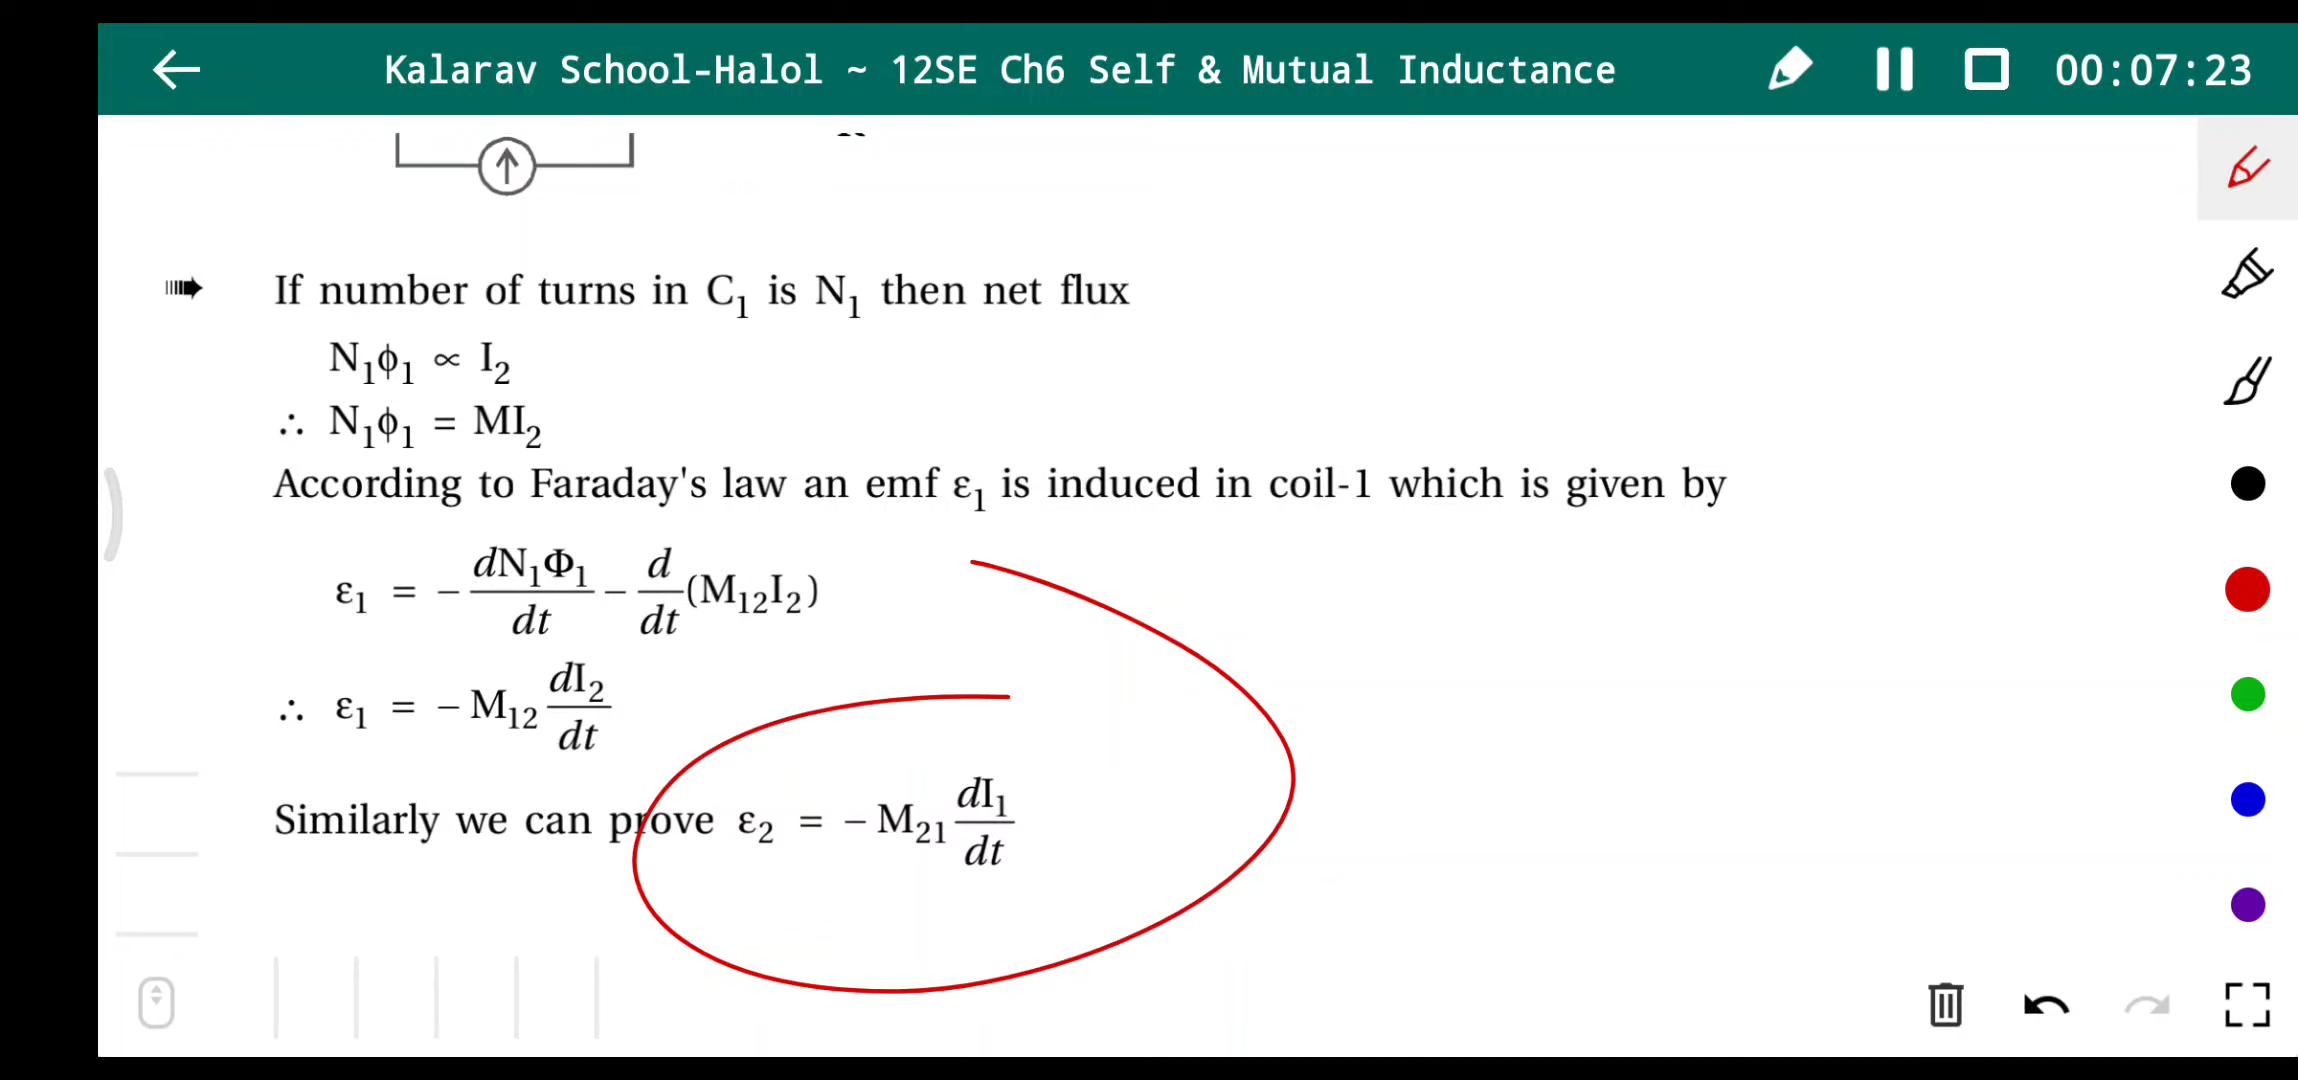 Kalarav School-Halol ~ 12SE Ch6 Self & Mutual Inductance 00:07:23
If number of turns in C₁ is N₁ then net flux
N₁ϕ₁ ∝ I₂
∴ N₁ϕ₁ = MI₂
According to Faraday's law an emf ε₁ is induced in coil-1 which is given by
ε₁ = − dN₁Φ₁/dt − d/dt (M₁₂I₂)
∴ ε₁ = − M₁₂ dI₂/dt
Similarly we can prove ε₂ = − M₂₁ dI₁/dt